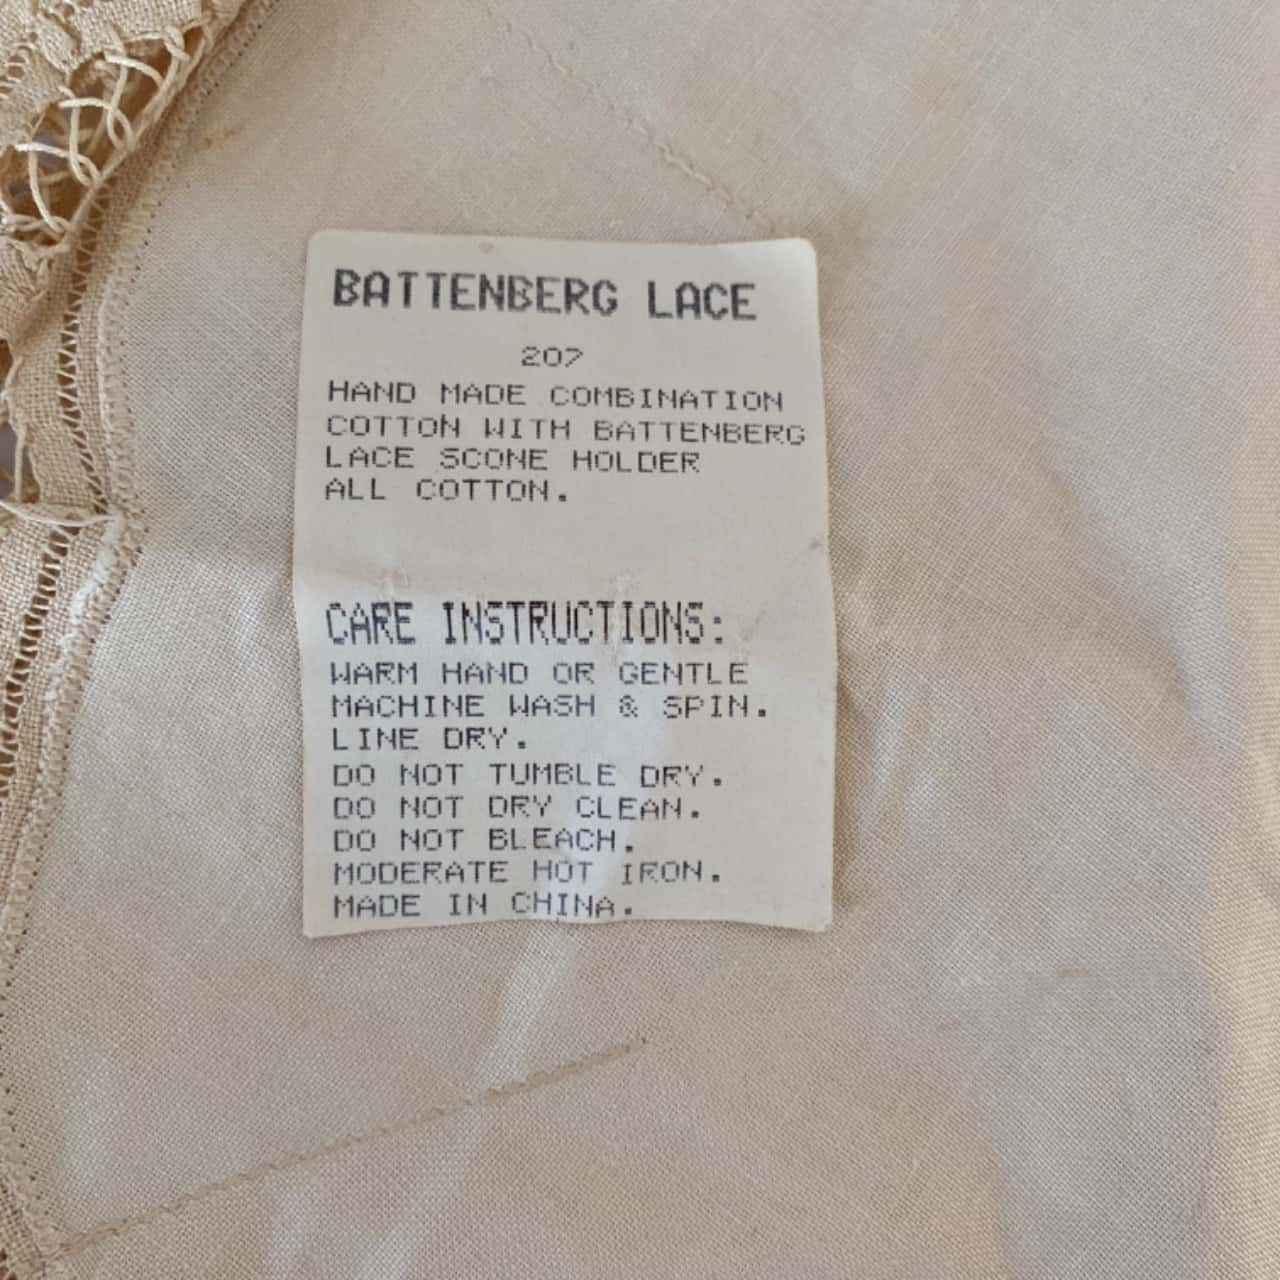 BATTENBERG LACE
207
HAND MADE COMBINATION
COTTON WITH BATTENBERG
LACE SCONE HOLDER
ALL COTTON.
CARE INSTRUCTIONS:
WARM HAND OR GENTLE
MACHINE WASH & SPIN.
LINE DRY.
DO NOT TUMBLE DRY.
DO NOT DRY CLEAN.
DO NOT BLEACH.
MODERATE HOT IRON.
MADE IN CHINA.